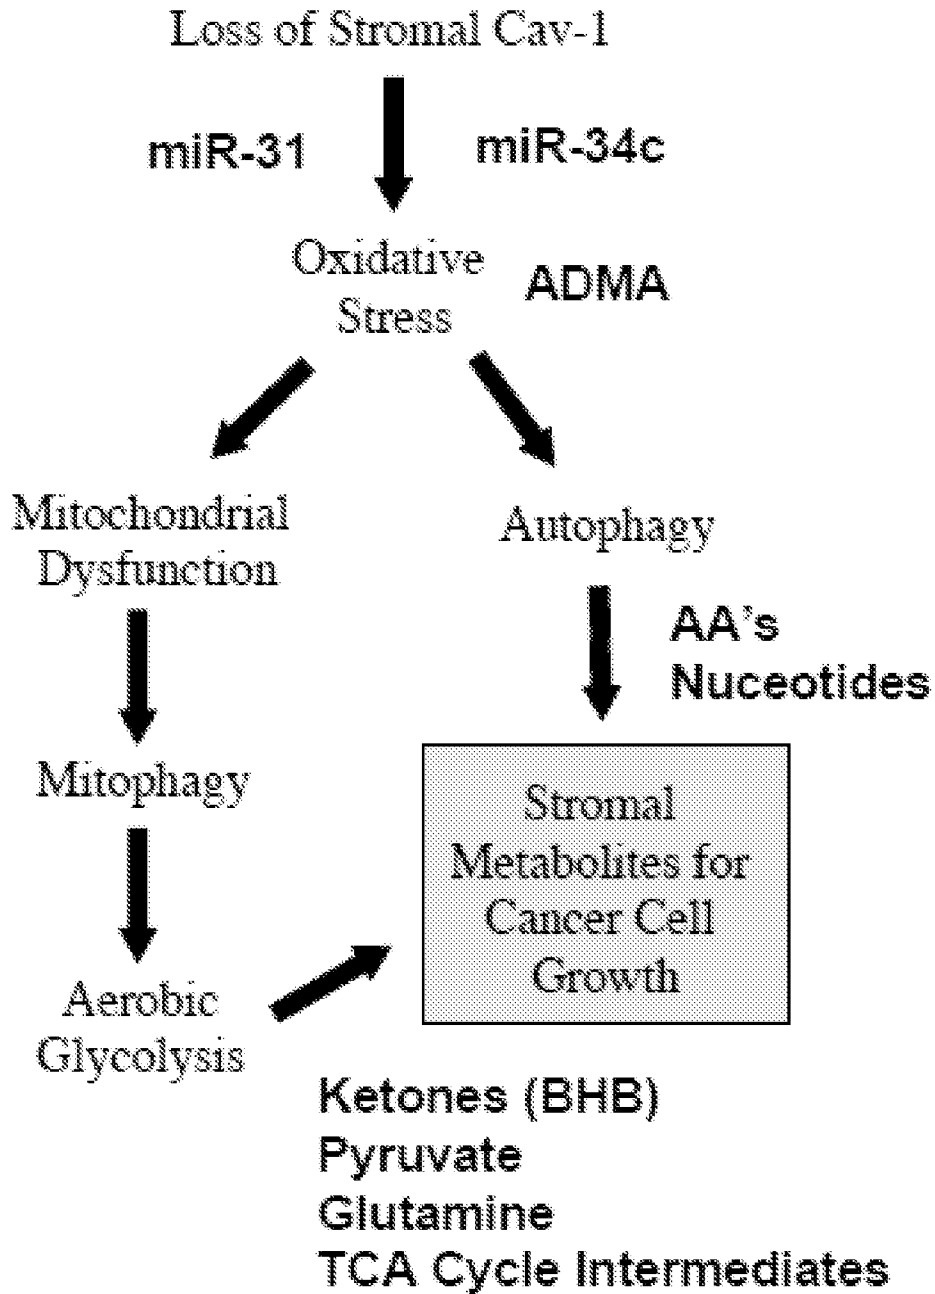 Loss of Stromal Cav-1
miR-31
miR-34c
Oxidative
Stress
ADMA
Mitochondrial
Dysfunction
Autophagy
AA's
Nuceotides
Mitophagy
Stromal
Metabolites for
Cancer Cell
Growth
Aerobic
Glycolysis
Ketones (BHB)
Pyruvate
Glutamine
TCA Cycle Intermediates